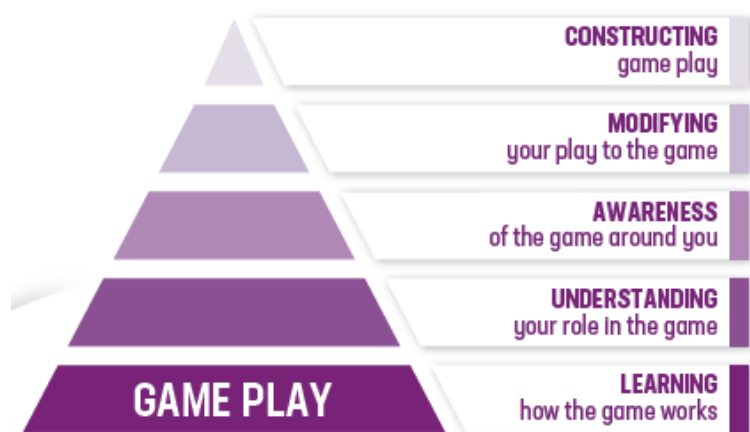 CONSTRUCTING
game play
MODIFYING
your play to the game
AWARENESS
of the game around you
UNDERSTANDING
your role in the game
GAME PLAY
LEARNING
how the game works